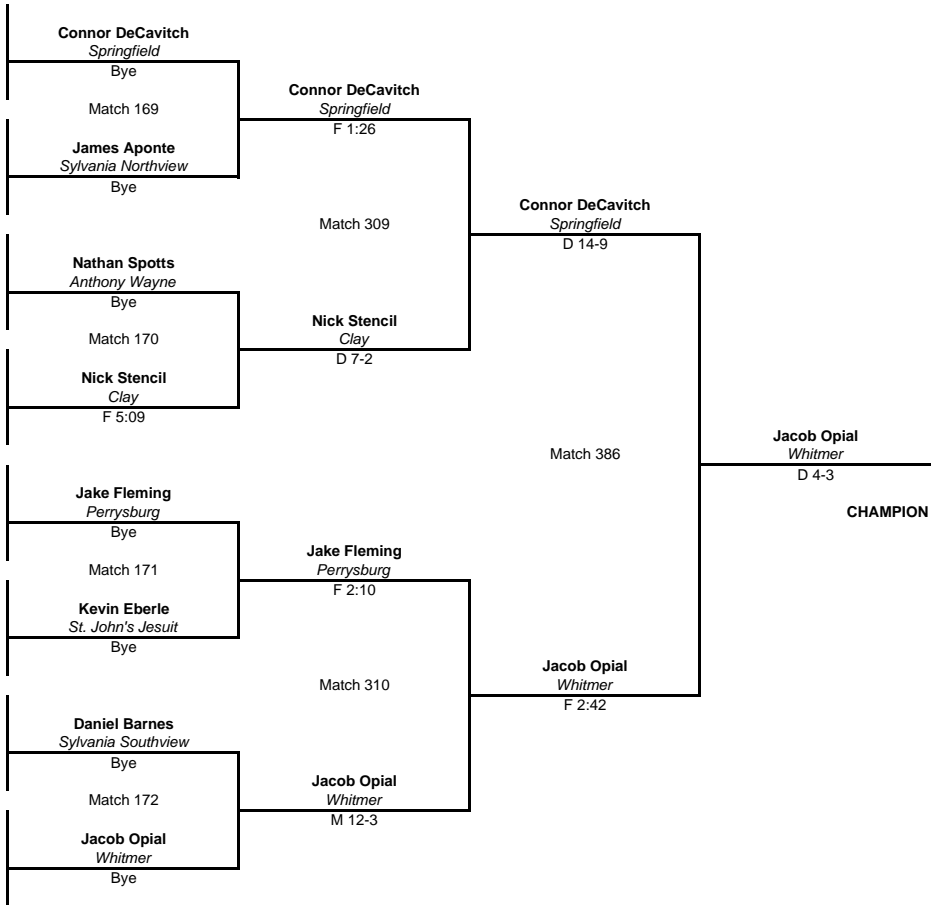 Connor DeCavitch
Springfield
Bye
Match 169
James Aponte
Sylvania Northview
Bye
Nathan Spotts
Anthony Wayne
Bye
Match 170
Nick Stencil
Clay
F 5:09
Jake Fleming
Perrysburg
Bye
Match 171
Kevin Eberle
St. John's Jesuit
Bye
Daniel Barnes
Sylvania Southview
Bye
Match 172
Jacob Opial
Whitmer
Bye
Connor DeCavitch
Springfield
F 1:26
Match 309
Nick Stencil
Clay
D 7-2
Jake Fleming
Perrysburg
F 2:10
Match 310
Jacob Opial
Whitmer
M 12-3
Connor DeCavitch
Springfield
D 14-9
Match 386
Jacob Opial
Whitmer
F 2:42
Jacob Opial
Whitmer
D 4-3
CHAMPION